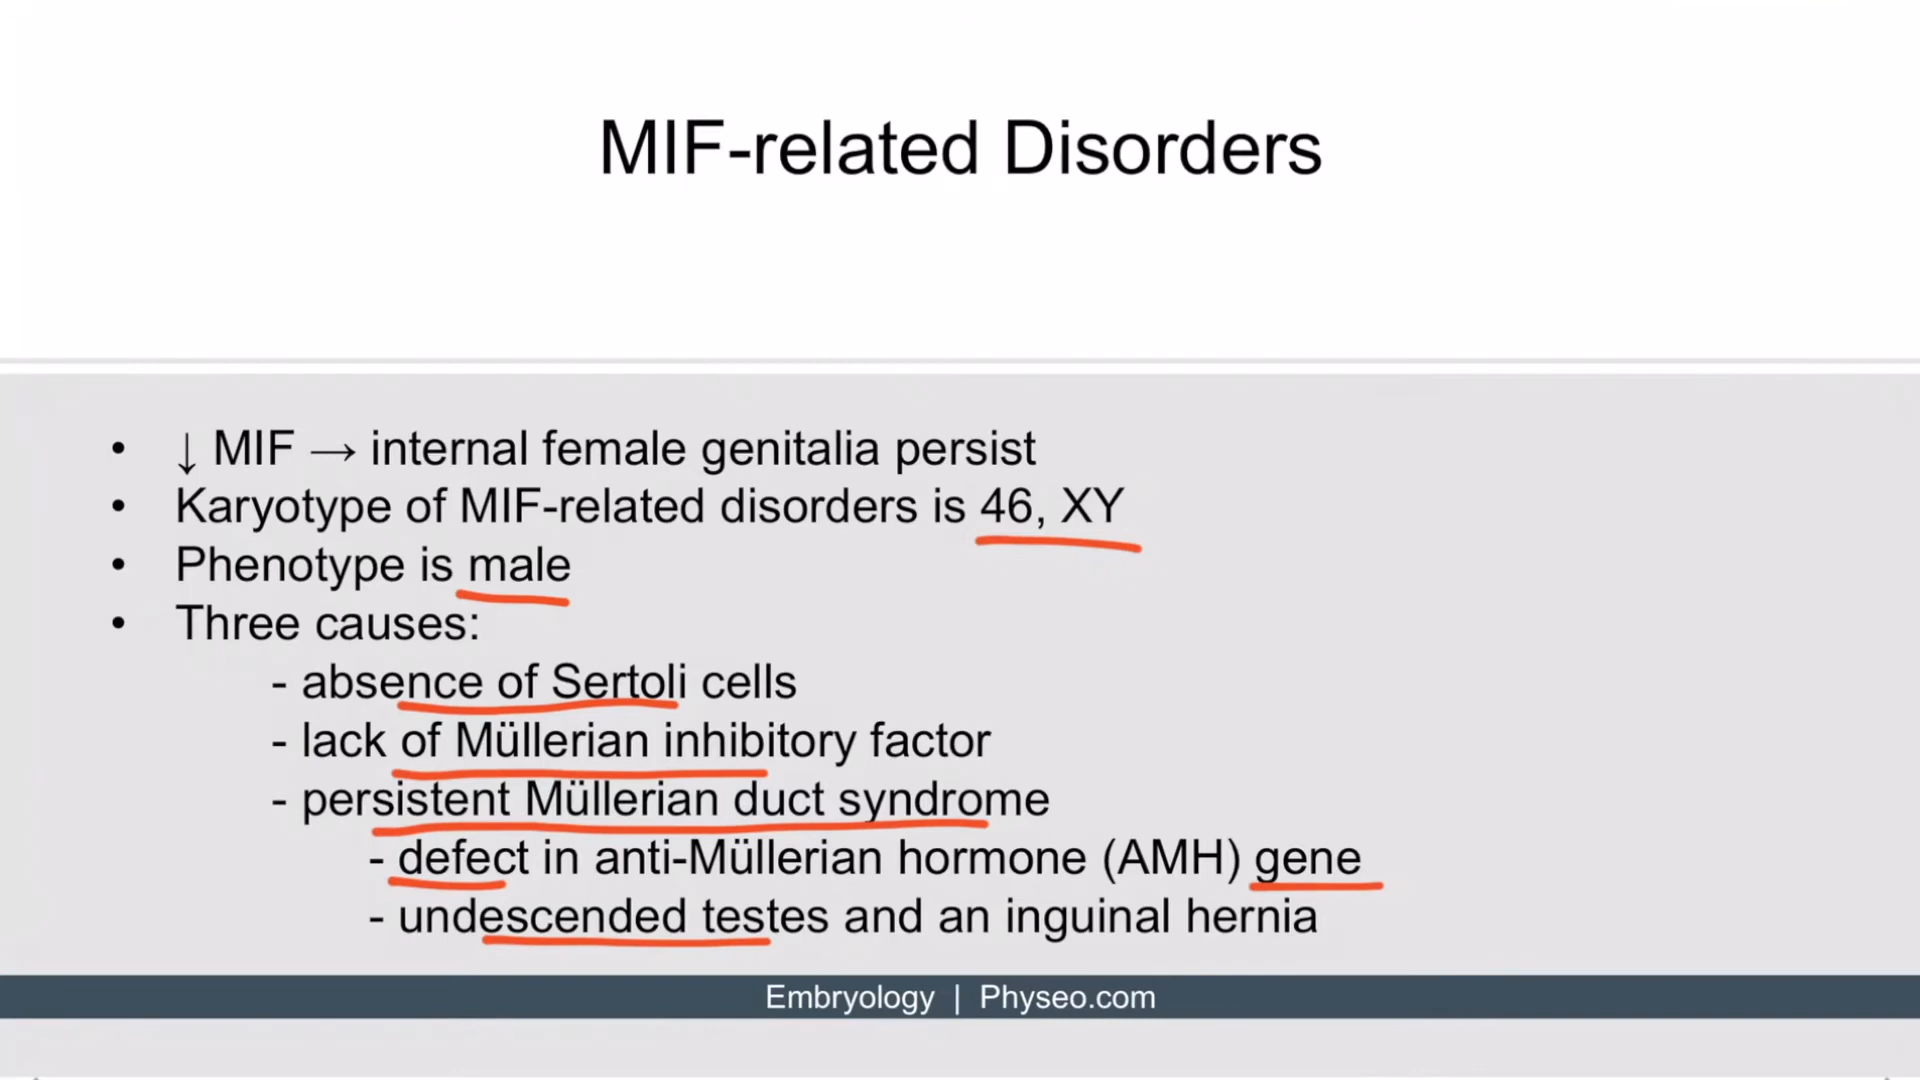 MIF-related Disorders
• ↓ MIF → internal female genitalia persist
• Karyotype of MIF-related disorders is 46, XY
• Phenotype is male
• Three causes:
- absence of Sertoli cells
- lack of Müllerian inhibitory factor
- persistent Müllerian duct syndrome
- defect in anti-Müllerian hormone (AMH) gene
- undescended testes and an inguinal hernia
Embryology | Physeo.com